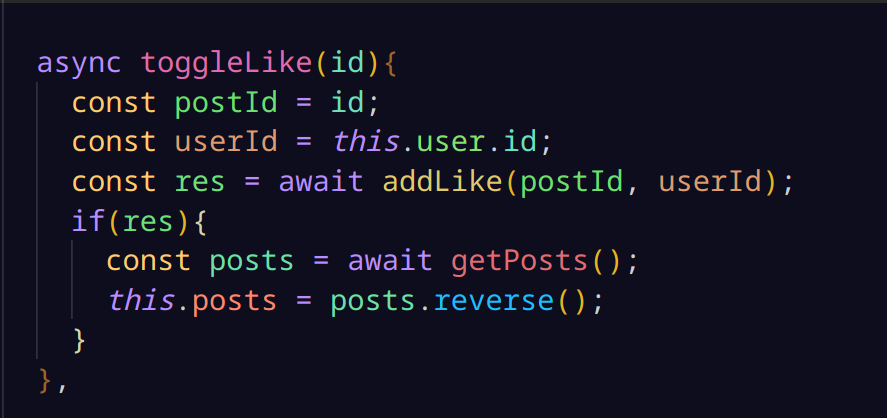 async toggleLike(id){
  const postId = id;
  const userId = this.user.id;
  const res = await addLike(postId, userId);
  if(res){
    const posts = await getPosts();
    this.posts = posts.reverse();
  }
},